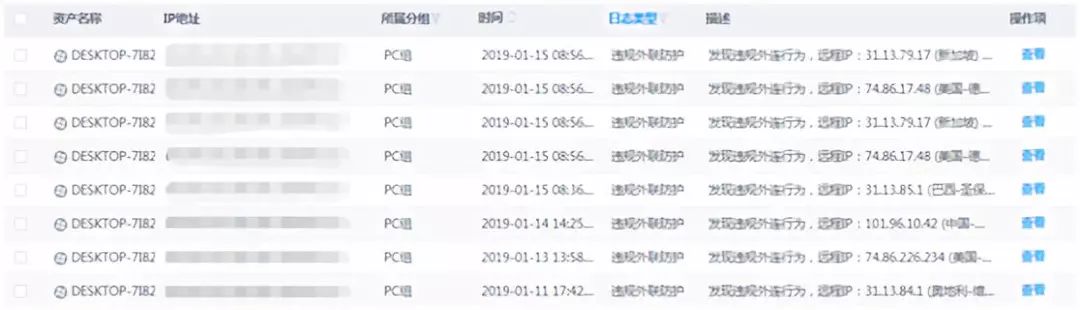 资产名称 IP地址 所属分组 时间 日志类型 描述 操作项
DESKTOP-7I82 PC组 2019-01-15 08:56... 违规外联防护 发现违规外连行为，远程IP：31.13.79.17 (新加坡) ... 查看
DESKTOP-7I82 PC组 2019-01-15 08:56... 违规外联防护 发现违规外连行为，远程IP：74.86.17.48 (美国-德... 查看
DESKTOP-7I82 PC组 2019-01-15 08:56... 违规外联防护 发现违规外连行为，远程IP：31.13.79.17 (新加坡) ... 查看
DESKTOP-7I82 PC组 2019-01-15 08:56... 违规外联防护 发现违规外连行为，远程IP：74.86.17.48 (美国-德... 查看
DESKTOP-7I82 PC组 2019-01-15 08:36... 违规外联防护 发现违规外连行为，远程IP：31.13.85.1 (巴西-圣保... 查看
DESKTOP-7I82 PC组 2019-01-14 14:25... 违规外联防护 发现违规外连行为，远程IP：101.96.10.42 (中国-... 查看
DESKTOP-7I82 PC组 2019-01-13 13:58... 违规外联防护 发现违规外连行为，远程IP：74.86.226.234 (美国-... 查看
DESKTOP-7I82 PC组 2019-01-11 17:42... 违规外联防护 发现违规外连行为，远程IP：31.13.84.1 (奥地利-维... 查看